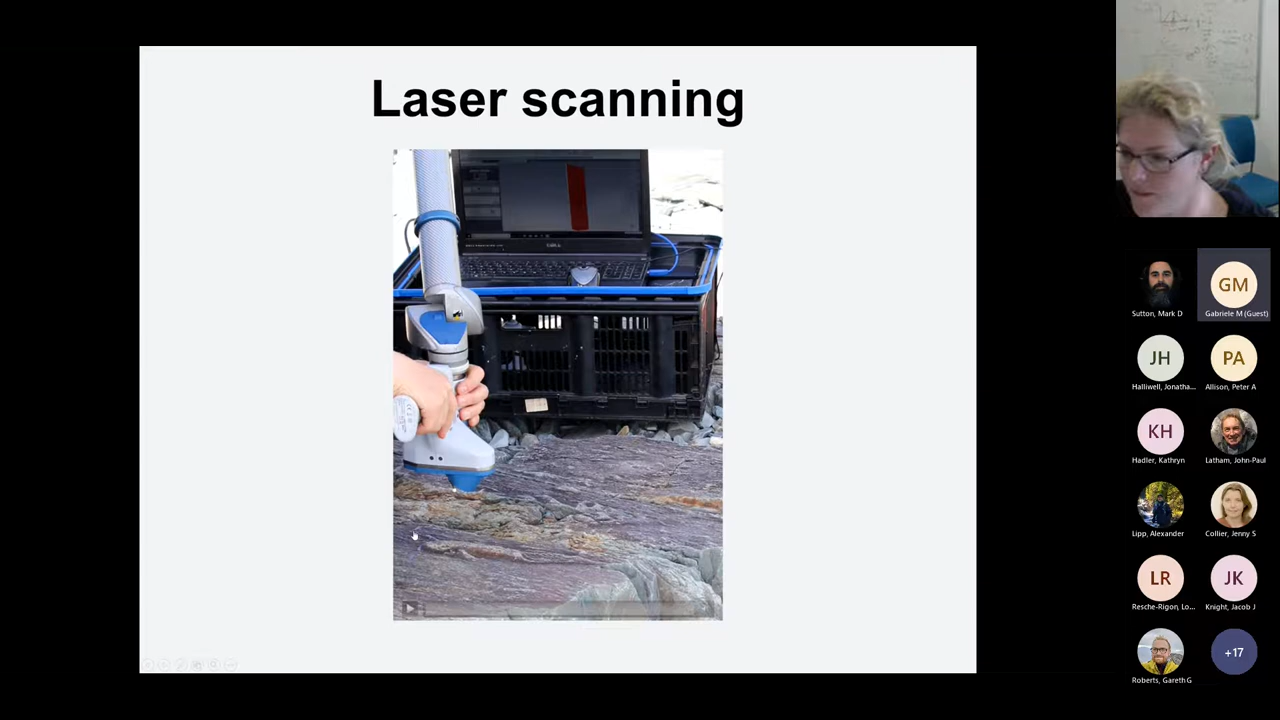 Laser scanning
DELL
Sutton, Mark D
GM
Gabriele M (Guest)
JH
Halliwell, Jonatha...
PA
Allison, Peter A
KH
Hadler, Kathryn
Latham, John-Paul
Lipp, Alexander
Collier, Jenny S
LR
Resche-Rigon, Lo...
JK
Knight, Jacob J
Roberts, Gareth G
+17